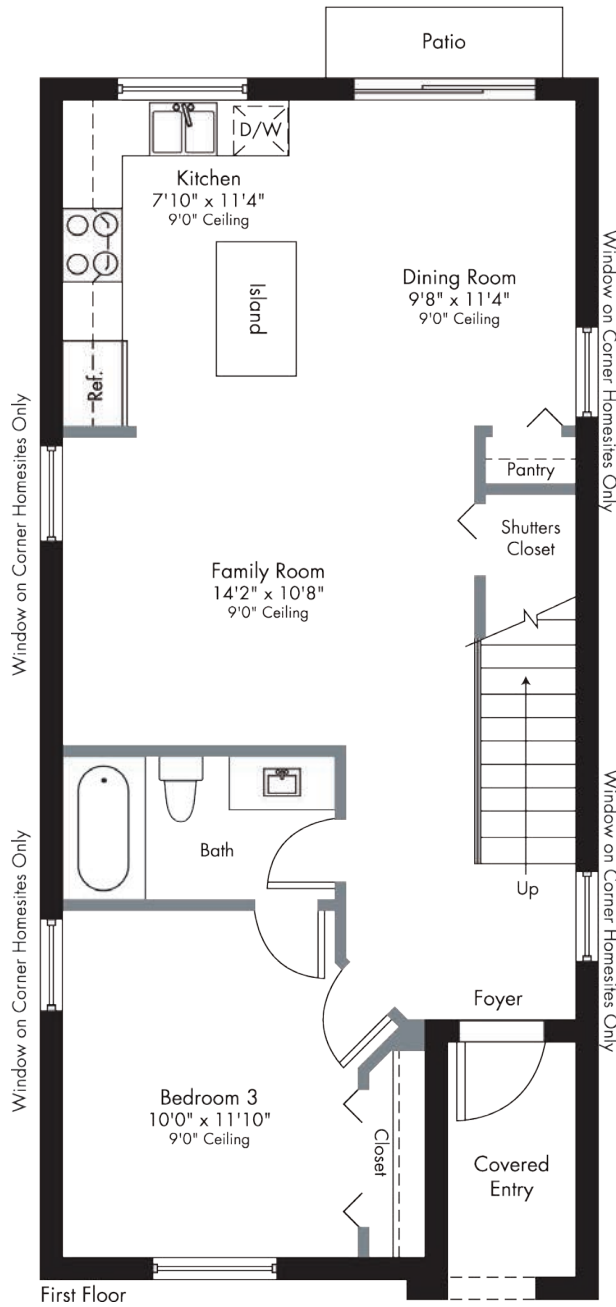 Patio
D/W
Kitchen
7'10" x 11'4"
9'0" Ceiling
Island
Dining Room
9'8" x 11'4"
9'0" Ceiling
Window on Corner Homesites Only
Ref.
Window on Corner Homesites Only
Pantry
Shutters
Closet
Family Room
14'2" x 10'8"
9'0" Ceiling
Window on Corner Homesites Only
Window on Corner Homesites Only
Bath
Up
Foyer
Bedroom 3
10'0" x 11'10"
9'0" Ceiling
Closet
Covered
Entry
First Floor